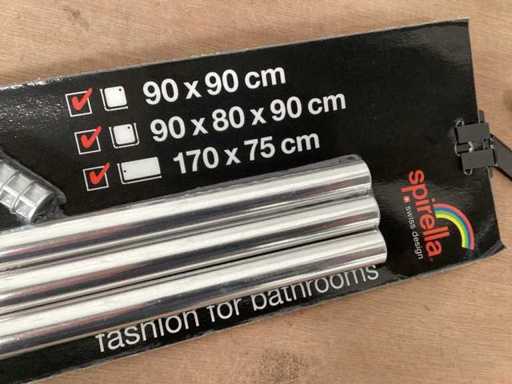 90 x 90 cm
90 x 80 x 90 cm
170 x 75 cm
spirella
swiss design
fashion for bathrooms